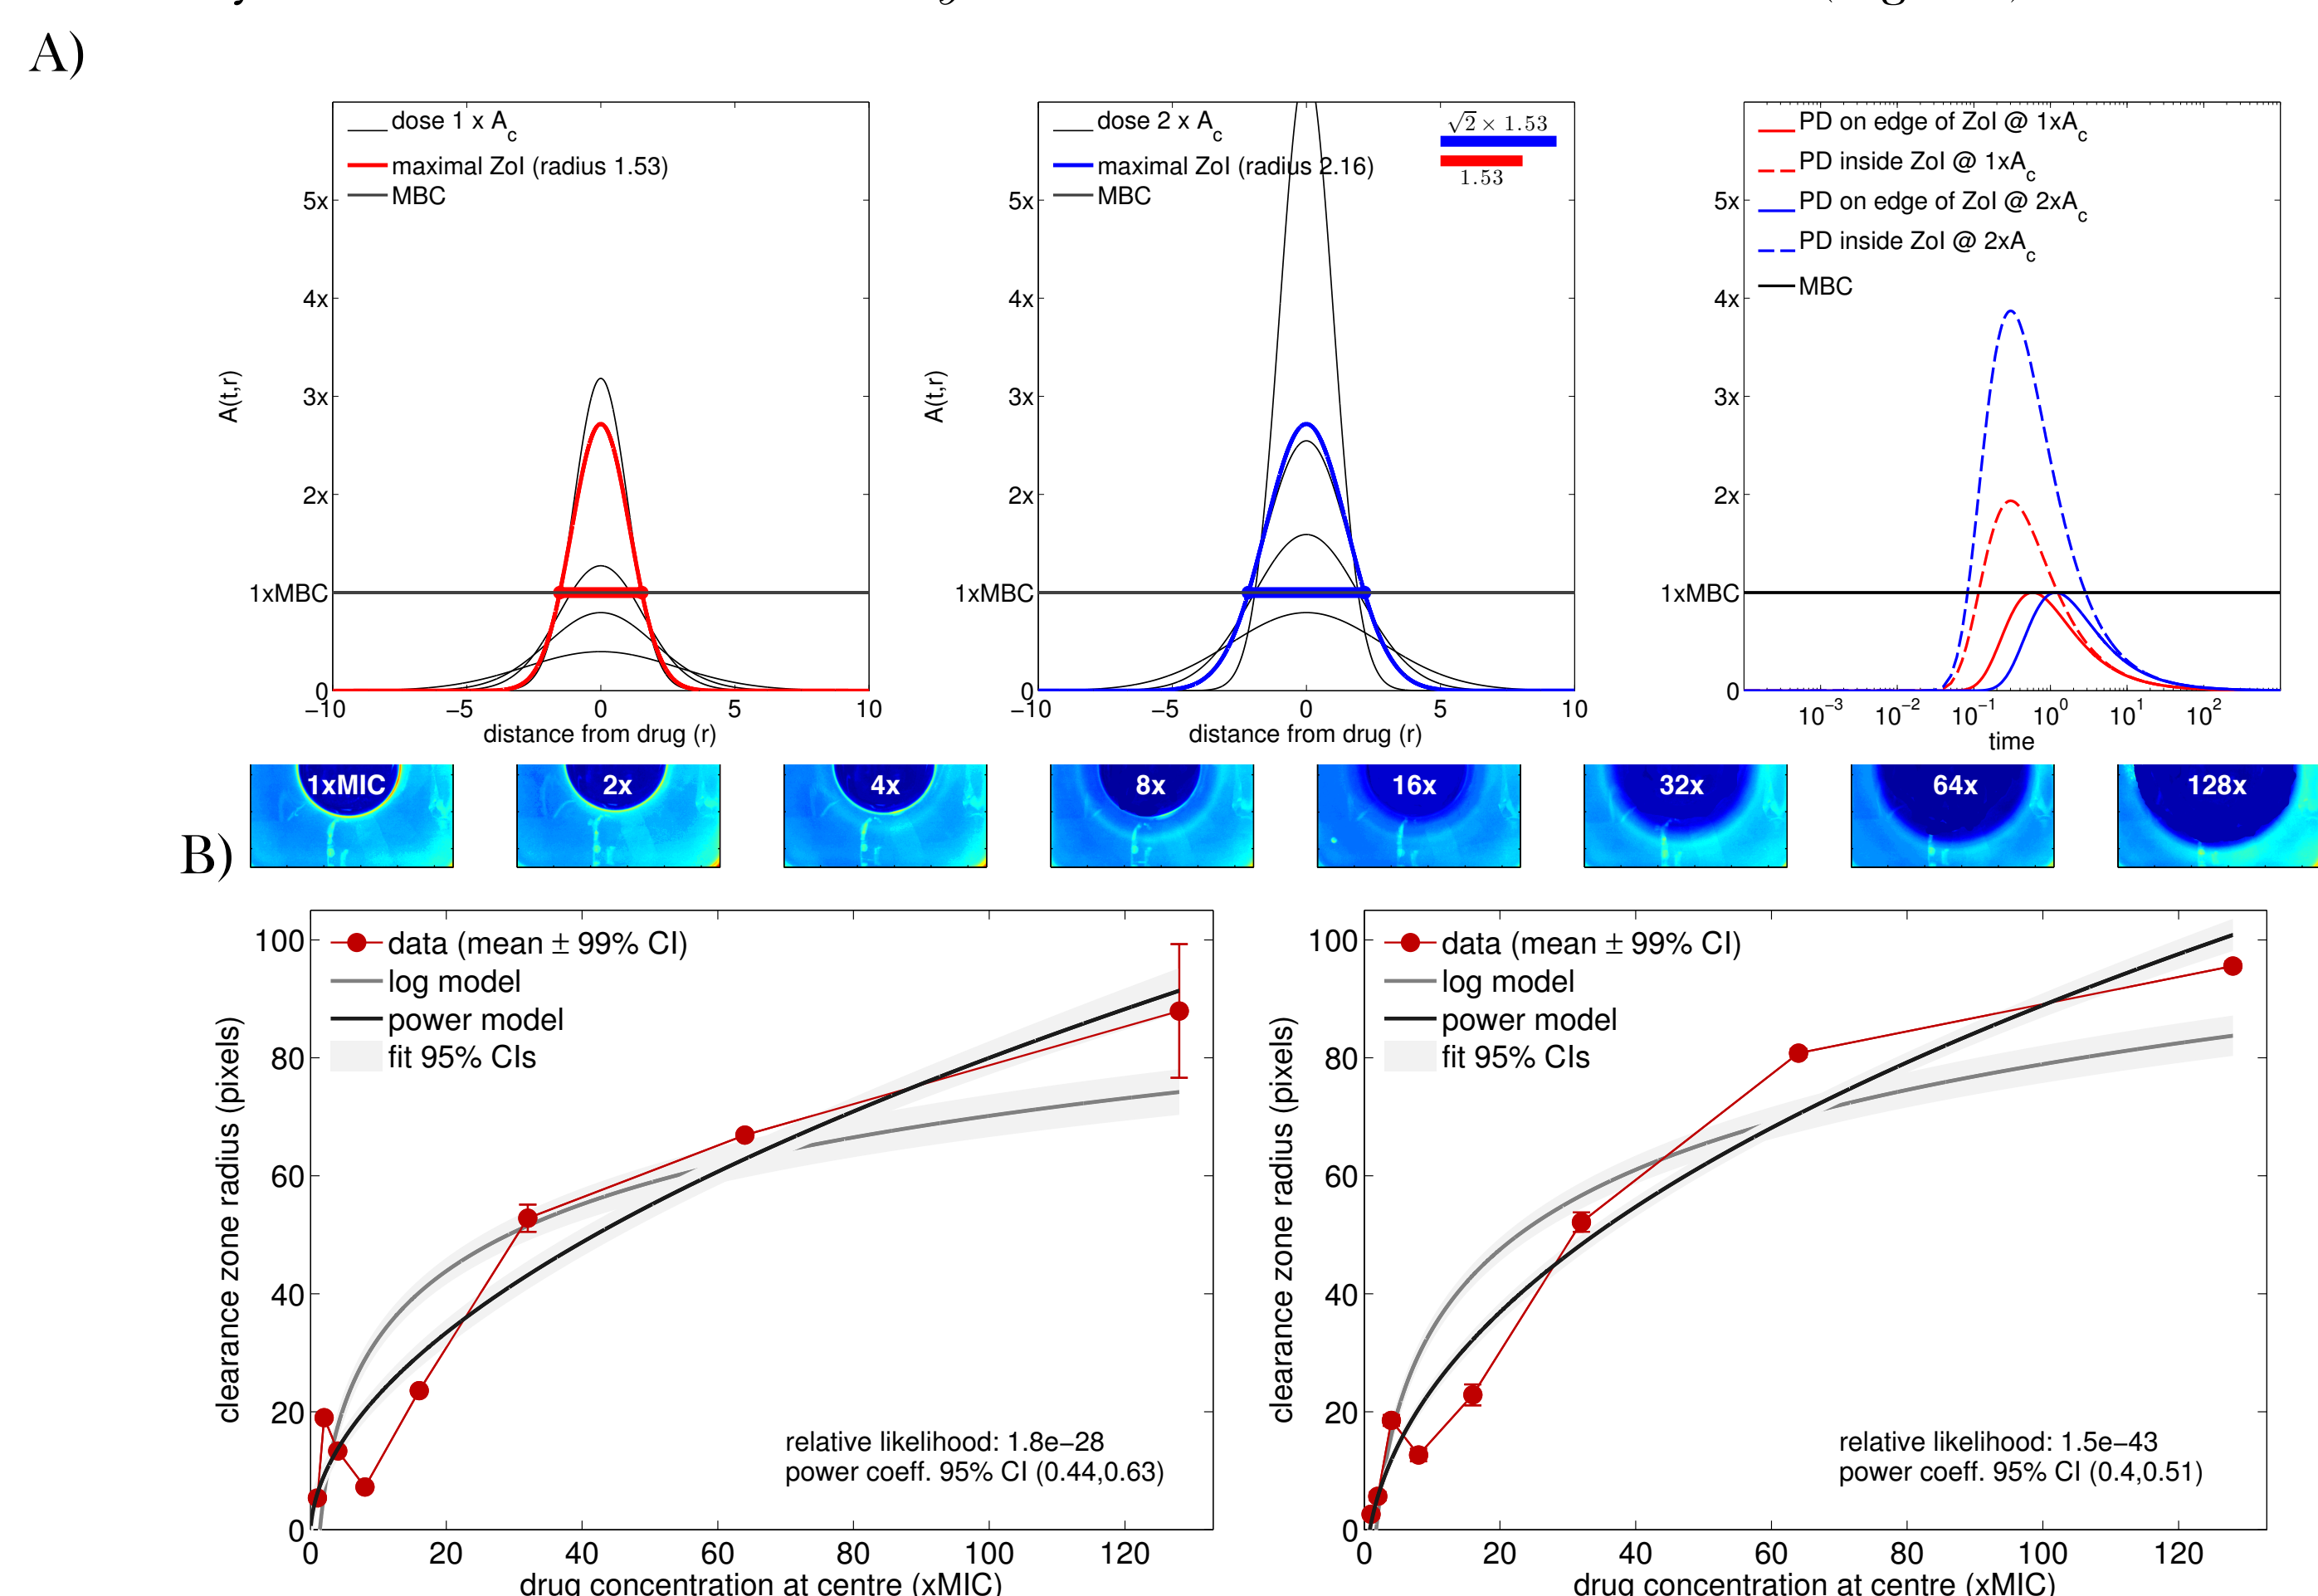 A)
dose 1 x A_c
maximal ZoI (radius 1.53)
MBC
5x
4x
3x
2x
1xMBC
0
A(t,r)
−10 −5 0 5 10
distance from drug (r)
dose 2 x A_c
maximal ZoI (radius 2.16)
MBC
√2 × 1.53
1.53
5x
4x
3x
2x
1xMBC
0
A(t,r)
−10 −5 0 5 10
distance from drug (r)
PD on edge of ZoI @ 1xA_c
PD inside ZoI @ 1xA_c
PD on edge of ZoI @ 2xA_c
PD inside ZoI @ 2xA_c
MBC
5x
4x
3x
2x
1xMBC
0
10^−3 10^−2 10^−1 10^0 10^1 10^2
time
1xMIC 2x 4x 8x 16x 32x 64x 128x
B)
data (mean ± 99% CI)
log model
power model
fit 95% CIs
100
80
60
40
20
0
clearance zone radius (pixels)
relative likelihood: 1.8e−28
power coeff. 95% CI (0.44,0.63)
0 20 40 60 80 100 120
drug concentration at centre (xMIC)
data (mean ± 99% CI)
log model
power model
fit 95% CIs
100
80
60
40
20
0
clearance zone radius (pixels)
relative likelihood: 1.5e−43
power coeff. 95% CI (0.4,0.51)
0 20 40 60 80 100 120
drug concentration at centre (xMIC)